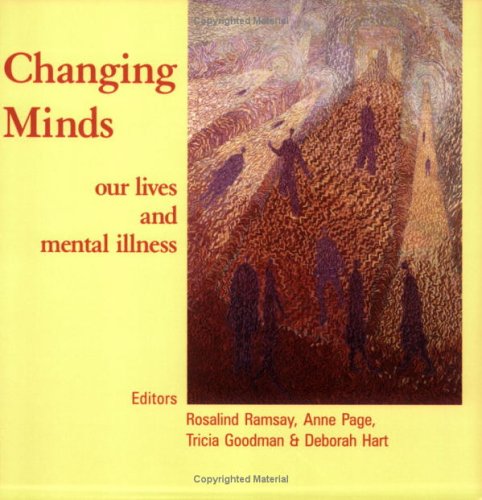 Copyrighted Material
Changing
Minds
our lives
and
mental illness
Editors
Rosalind Ramsay, Anne Page,
Tricia Goodman & Deborah Hart
Copyrighted Material